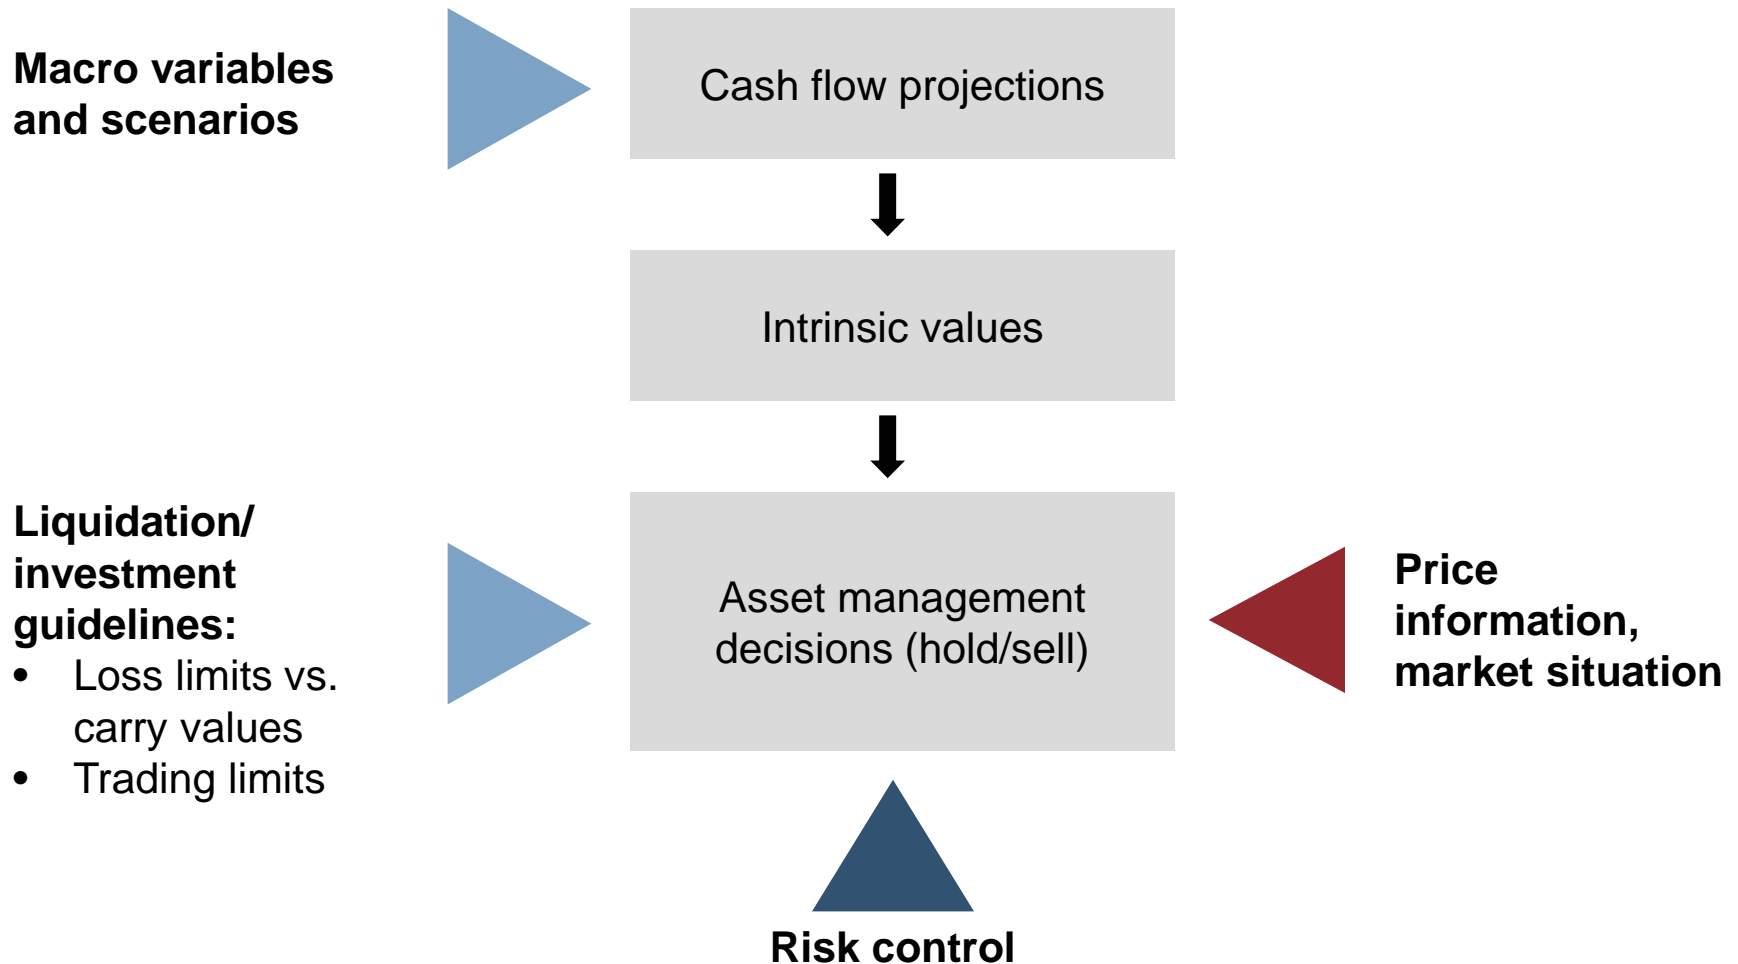 Macro variables
and scenarios
Cash flow projections
Intrinsic values
Liquidation/
investment
guidelines:
• Loss limits vs.
carry values
• Trading limits
Asset management
decisions (hold/sell)
Price
information,
market situation
Risk control